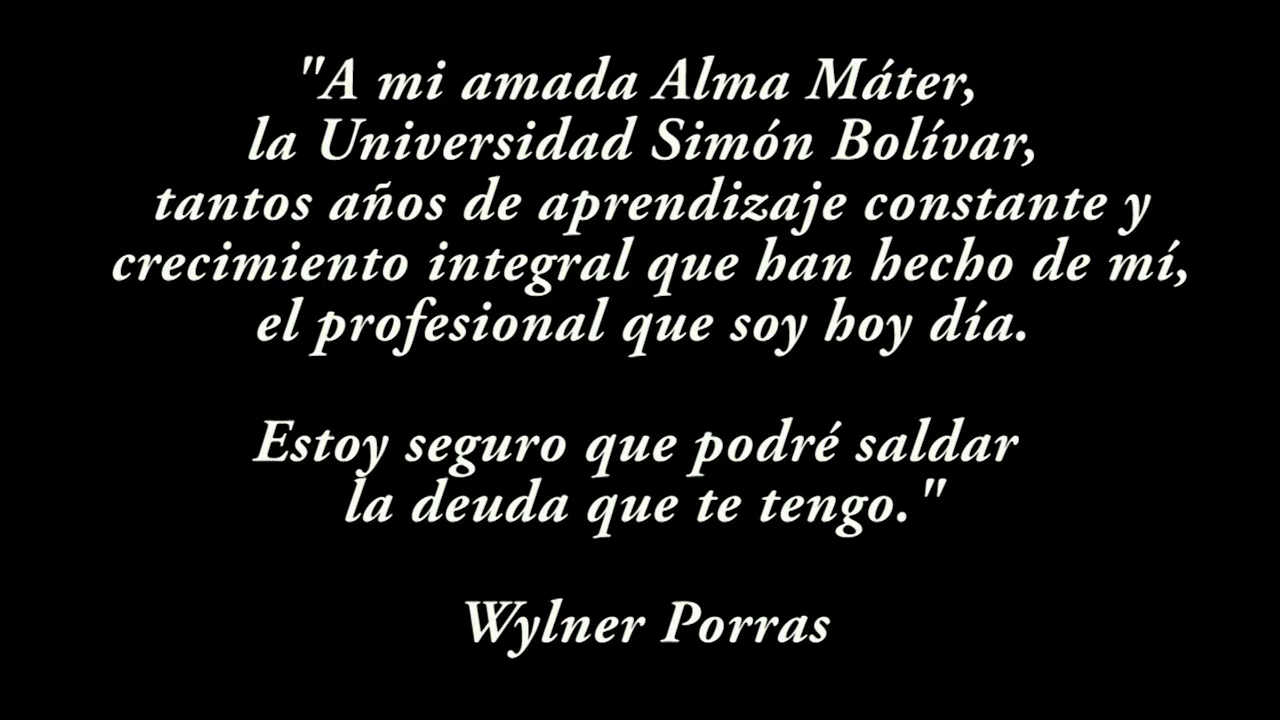 "A mi amada Alma Máter,
la Universidad Simón Bolívar,
tantos años de aprendizaje constante y
crecimiento integral que han hecho de mí,
el profesional que soy hoy día.
Estoy seguro que podré saldar
la deuda que te tengo."
Wylner Porras